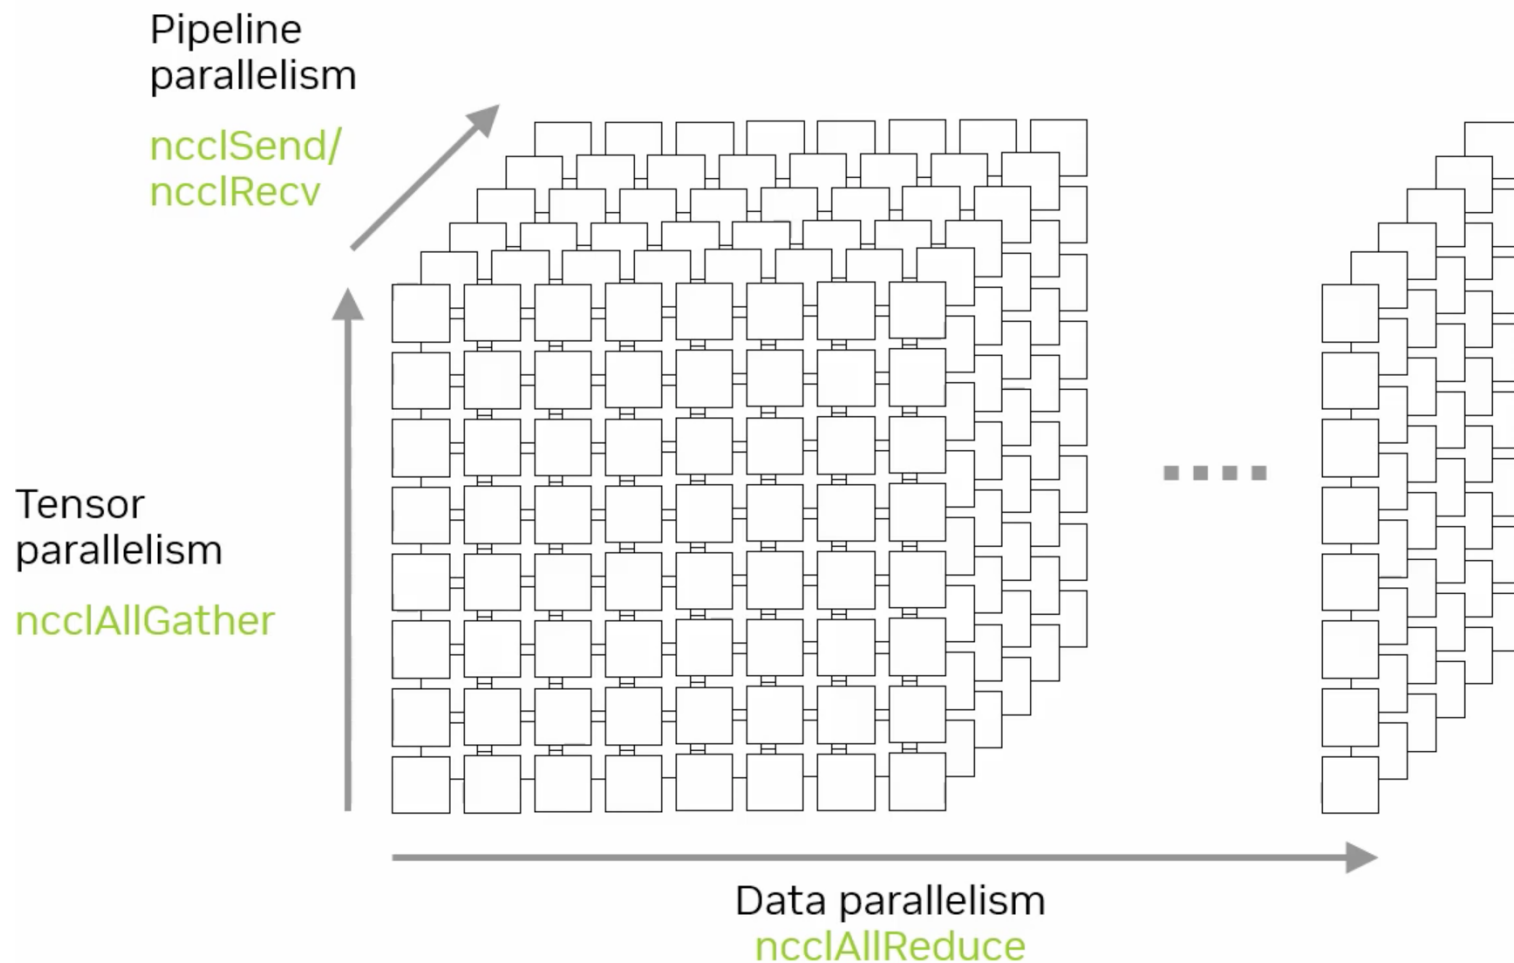 Pipeline
parallelism
ncclSend/
ncclRecv
Tensor
parallelism
ncclAllGather
Data parallelism
ncclAllReduce